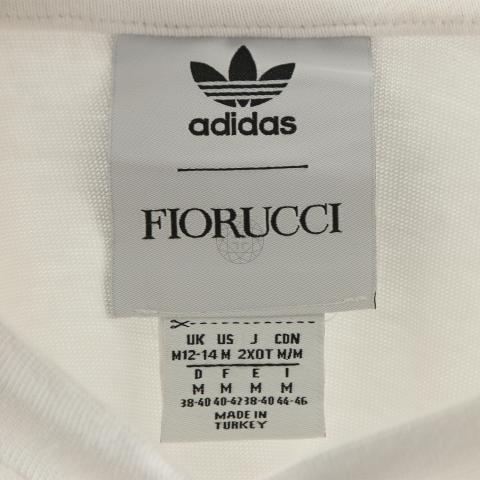 adidas
FIORUCCI
UK US J CDN
M12-14 M 2XOT M/M
D F E I
M M M M
38-40 40-42 38-40 44-46
MADE IN
TURKEY